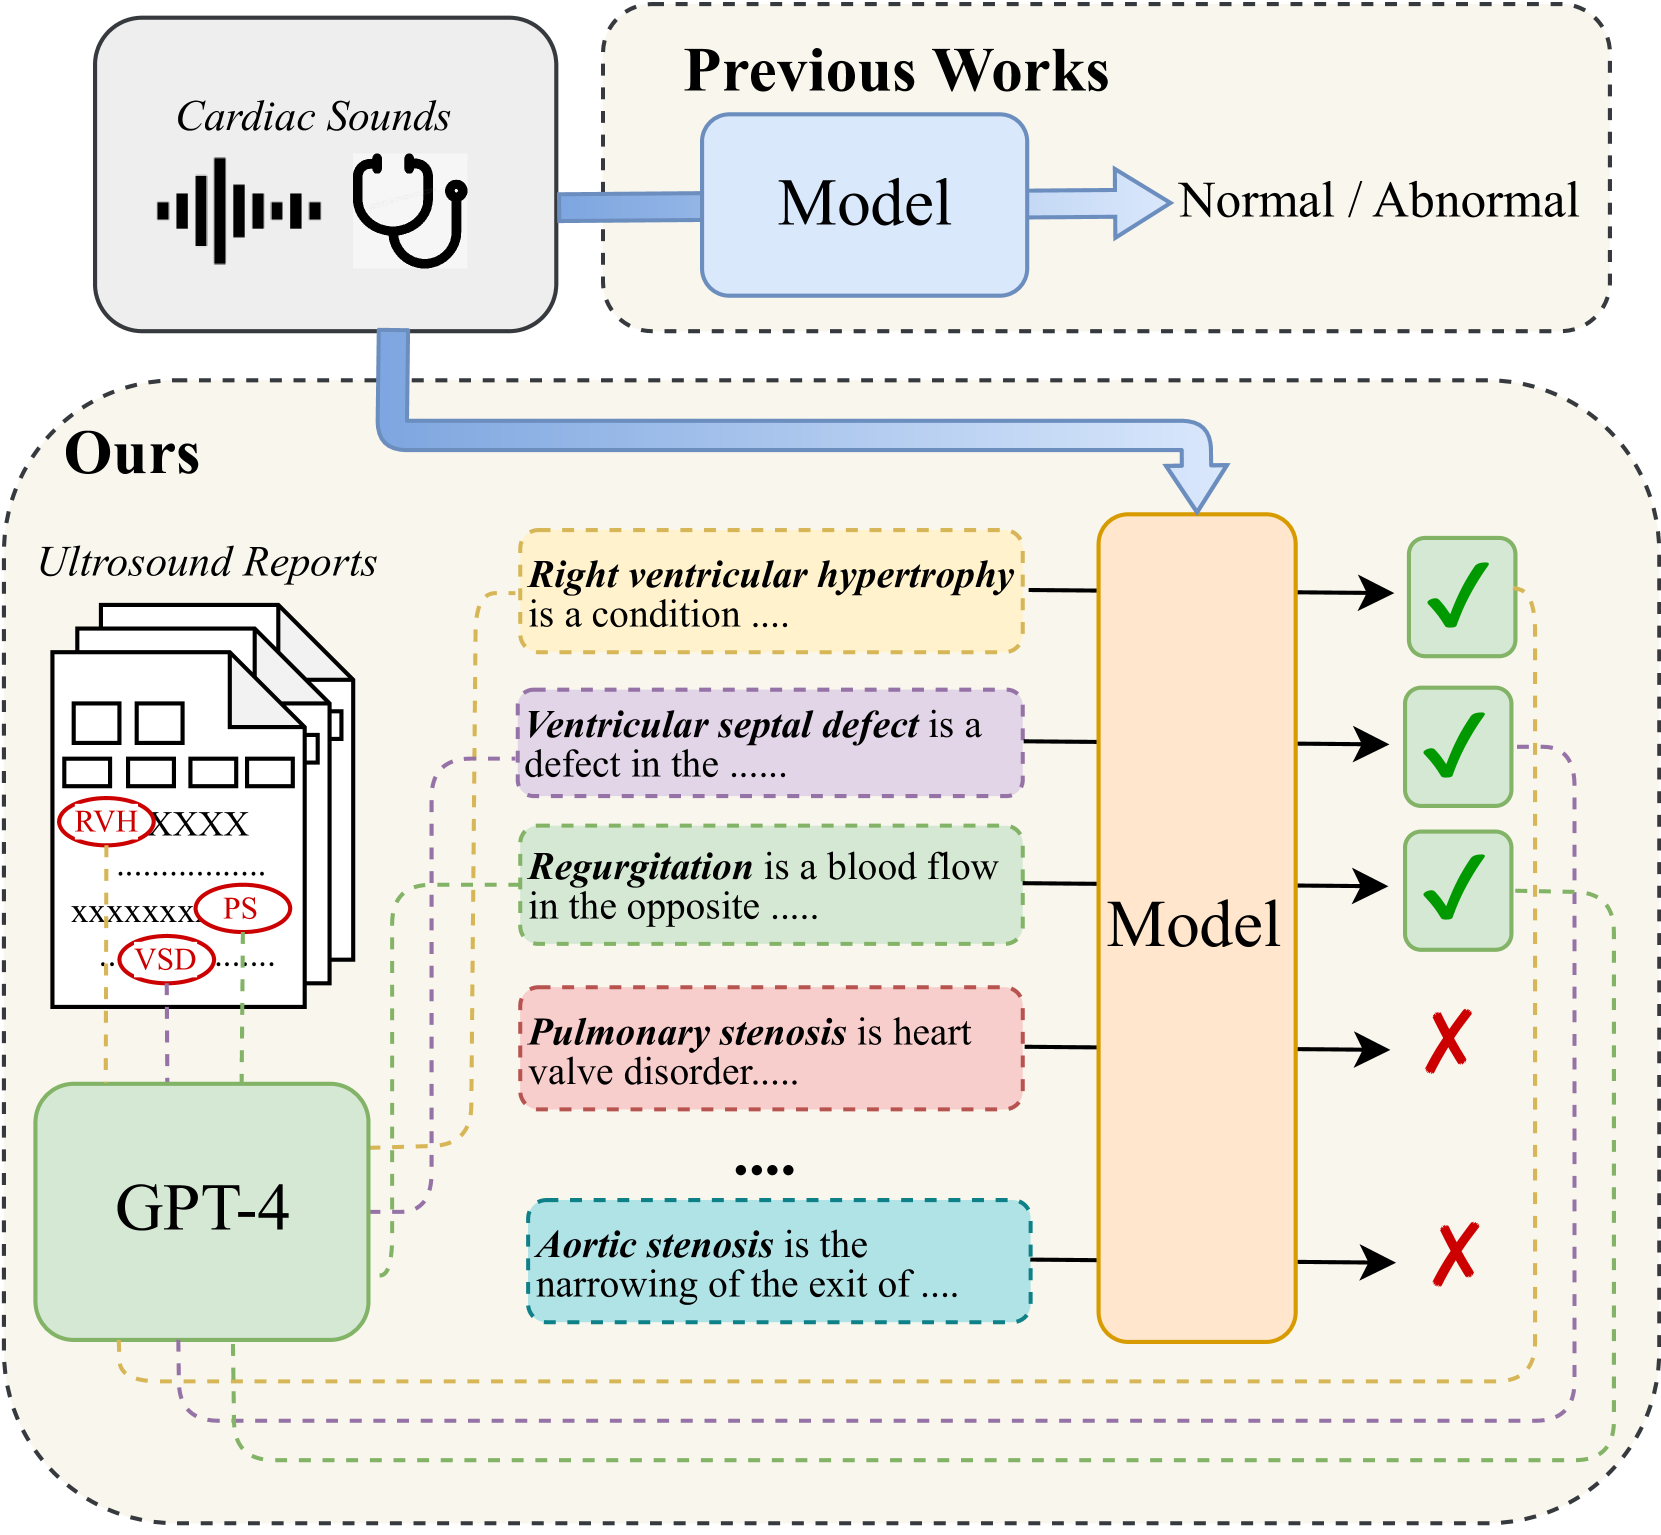 Cardiac Sounds
Previous Works
Model
Normal / Abnormal
Ours
Ultrosound Reports
RVH XXXX
.................
xxxxxxx PS
.. VSD .......
GPT-4
Right ventricular hypertrophy
is a condition ....
Ventricular septal defect is a
defect in the ......
Regurgitation is a blood flow
in the opposite .....
Pulmonary stenosis is heart
valve disorder.....
....
Aortic stenosis is the
narrowing of the exit of ....
Model
✓
✓
✓
✗
✗